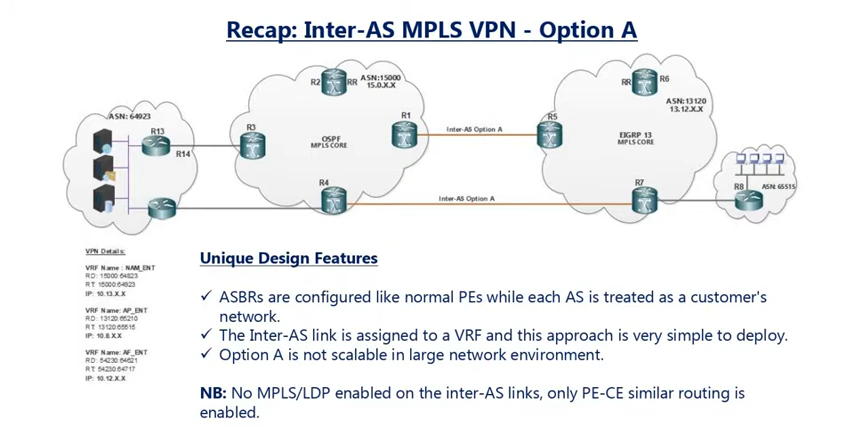 Recap: Inter-AS MPLS VPN - Option A
ASN: 64923
R13
R14
R3
R2
RR
ASN:15000
15.0.X.X
R1
OSPF
MPLS CORE
R4
Inter-AS Option A
Inter-AS Option A
R5
RR
R6
ASN:13120
13.12.X.X
EIGRP 13
MPLS CORE
R7
R8
ASN: 65515
VPN Details:
VRF Name : NAM_ENT
RD: 15000:64823
RT: 15000:64923
IP: 10.13.X.X
VRF Name: AP_ENT
RD: 13120:65210
RT: 13120:65515
IP: 10.8.X.X
VRF Name: AF_ENT
RD: 54230:64621
RT: 54230:64717
IP: 10.12.X.X
Unique Design Features
✓ ASBRs are configured like normal PEs while each AS is treated as a customer's
network.
✓ The Inter-AS link is assigned to a VRF and this approach is very simple to deploy.
✓ Option A is not scalable in large network environment.
NB: No MPLS/LDP enabled on the inter-AS links, only PE-CE similar routing is
enabled.